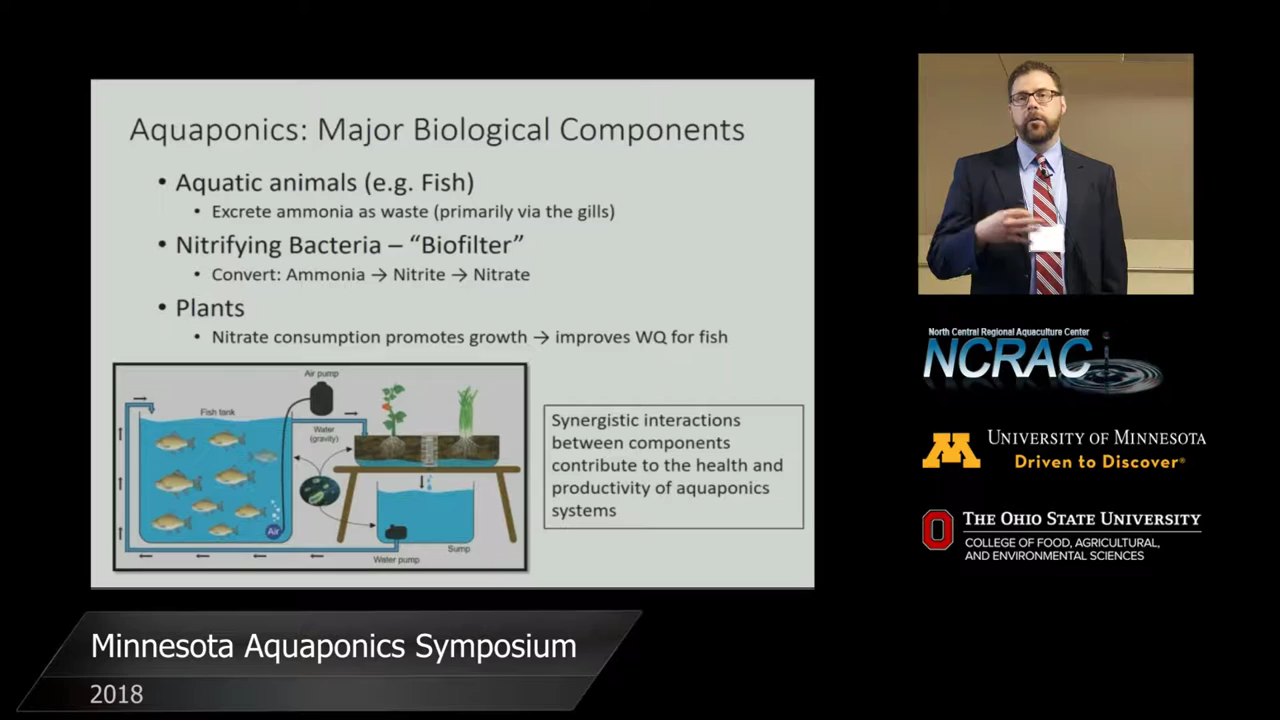 Aquaponics: Major Biological Components
• Aquatic animals (e.g. Fish)
• Excrete ammonia as waste (primarily via the gills)
• Nitrifying Bacteria – “Biofilter”
• Convert: Ammonia → Nitrite → Nitrate
• Plants
• Nitrate consumption promotes growth → improves WQ for fish
Air pump
Fish tank
Water
(gravity)
Air
Water pump
Sump
Synergistic interactions
between components
contribute to the health and
productivity of aquaponics
systems
North Central Regional Aquaculture Center
NCRAC
M
UNIVERSITY OF MINNESOTA
Driven to Discover®
O
THE OHIO STATE UNIVERSITY
COLLEGE OF FOOD, AGRICULTURAL,
AND ENVIRONMENTAL SCIENCES
Minnesota Aquaponics Symposium
2018